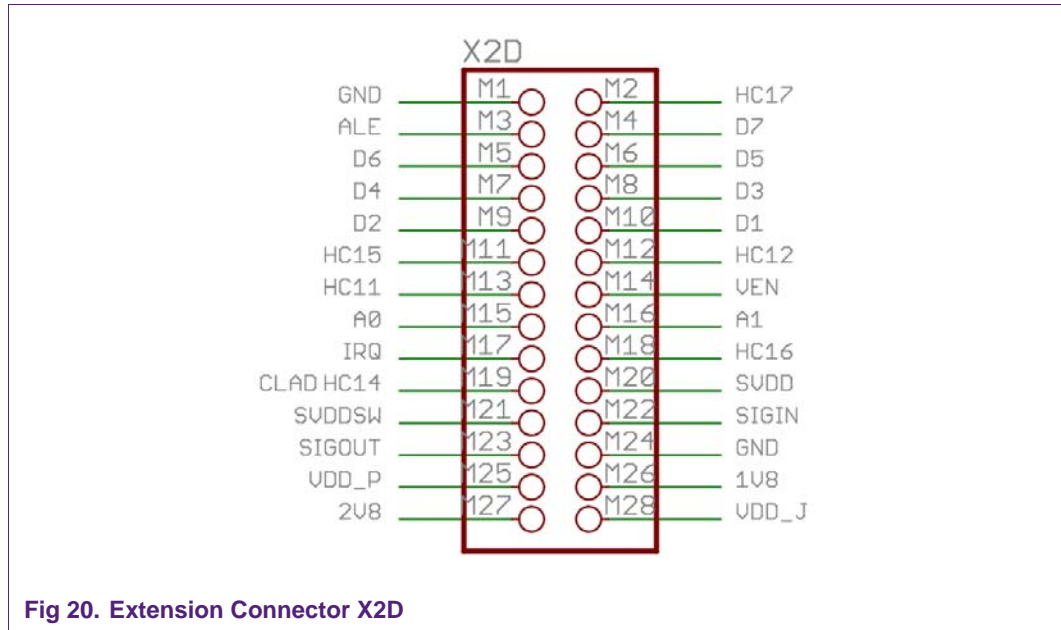 X2D
GND M1 M2 HC17
ALE M3 M4 D7
D6 M5 M6 D5
D4 M7 M8 D3
D2 M9 M10 D1
HC15 M11 M12 HC12
HC11 M13 M14 VEN
A0 M15 M16 A1
IRQ M17 M18 HC16
CLAD HC14 M19 M20 SVDD
SVDDSW M21 M22 SIGIN
SIGOUT M23 M24 GND
VDD_P M25 M26 1V8
2V8 M27 M28 VDD_J
Fig 20. Extension Connector X2D